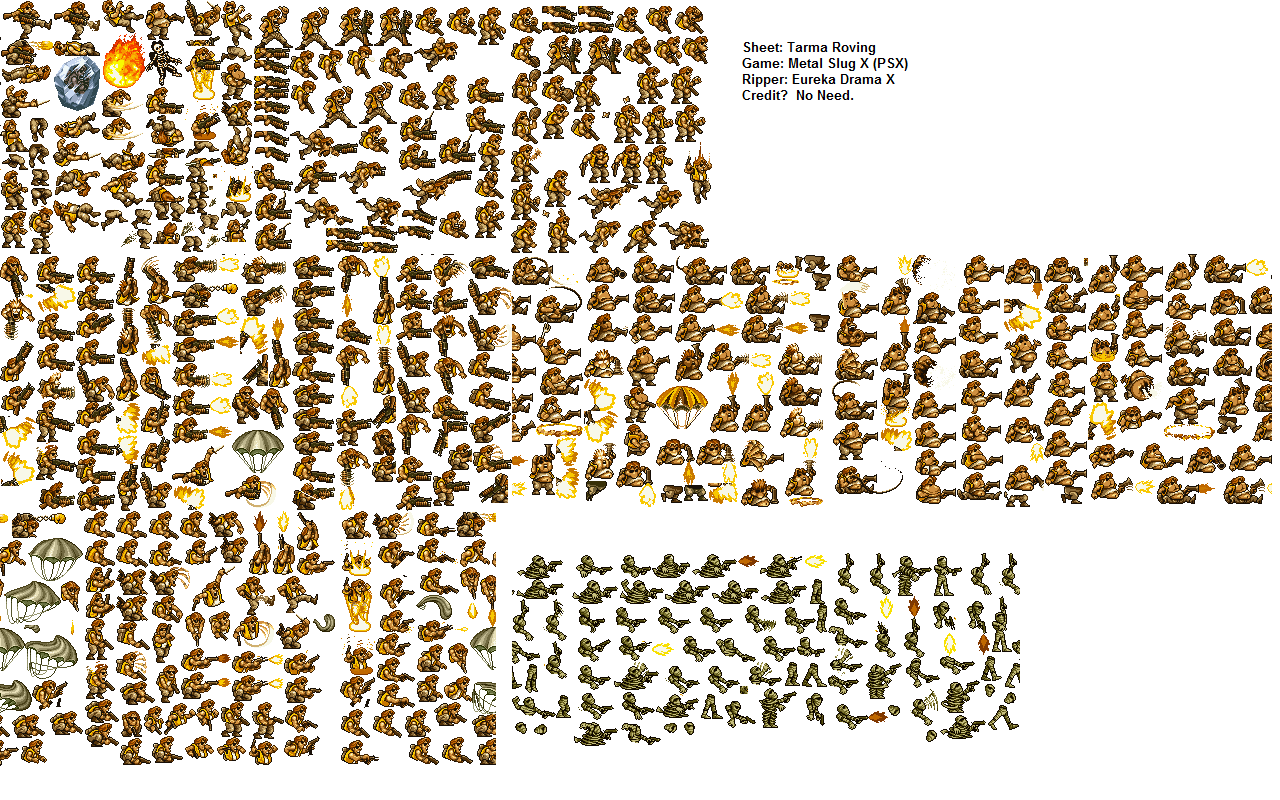 Sheet: Tarma Roving
Game: Metal Slug X (PSX)
Ripper: Eureka Drama X
Credit?  No Need.